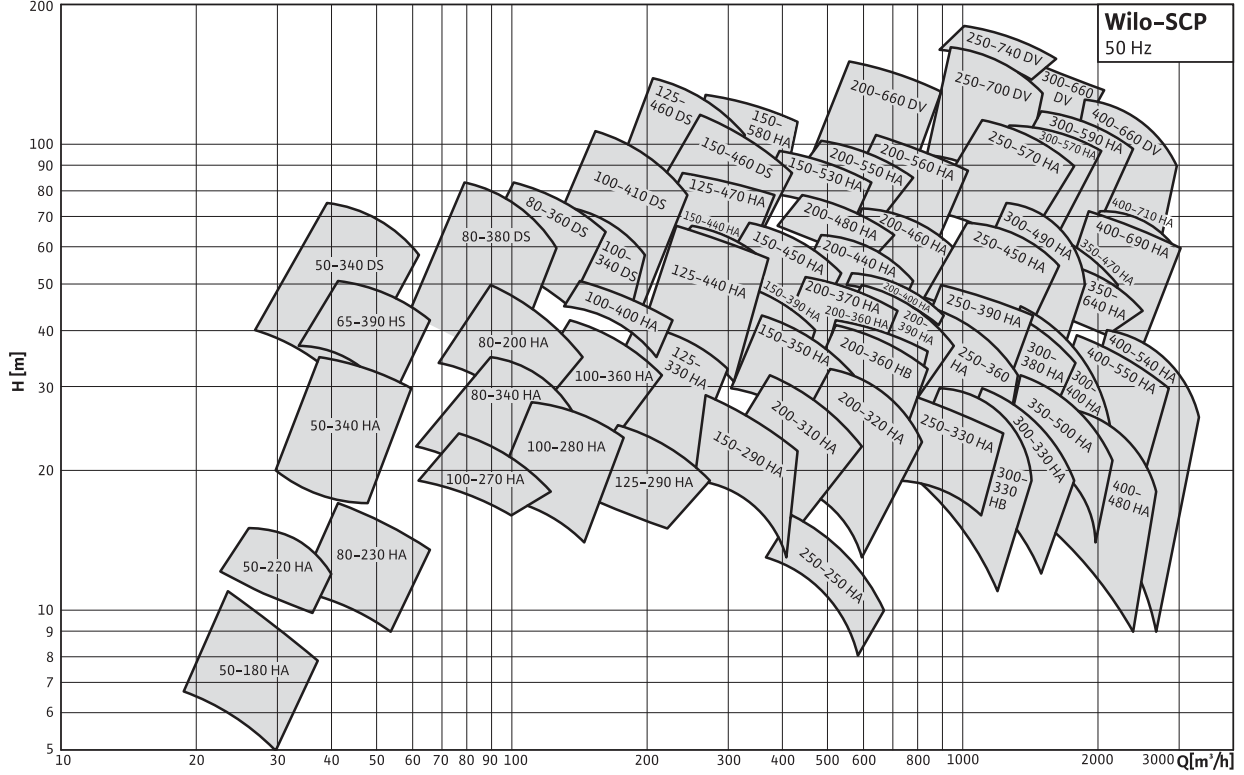 200
Wilo–SCP
50 Hz
250–740 DV
300–660
DV
250–700 DV
200–660 DV
125–
460 DS
150–
580 HA
400–660 DV
300–590 HA
300–570 HA
250–570 HA
100
90
80
70
60
50
40
30
20
10
9
8
7
6
5
H [m]
150–460 DS
150–530 HA
200–550 HA
200–560 HA
100–410 DS
125–470 HA
80–360 DS
80–380 DS
150–440 HA
200–480 HA
200–460 HA
400–710 HA
400–690 HA
300–490 HA
250–450 HA
350–470 HA
350–
640 HA
50–340 DS
100–
340 DS
150–450 HA
200–440 HA
125–440 HA
65–390 HS
100–400 HA
150–390 HA
200–370 HA
200–400 HA
200–360 HA
200–
390 HA
250–390 HA
80–200 HA
125–
330 HA
150–350 HA
200–360 HB
250–360
HA
300–
380 HA
400–540 HA
400–550 HA
100–360 HA
80–340 HA
300–
400 HA
50–340 HA
100–280 HA
200–310 HA
200–320 HA
250–330 HA
300–330 HA
350–500 HA
150–290 HA
100–270 HA
125–290 HA
300–
330
HB
400–
480 HA
50–220 HA
80–230 HA
250–250 HA
50–180 HA
10 20 30 40 50 60 70 80 90 100 200 300 400 500 600 800 1000 2000 3000 Q[m³/h]